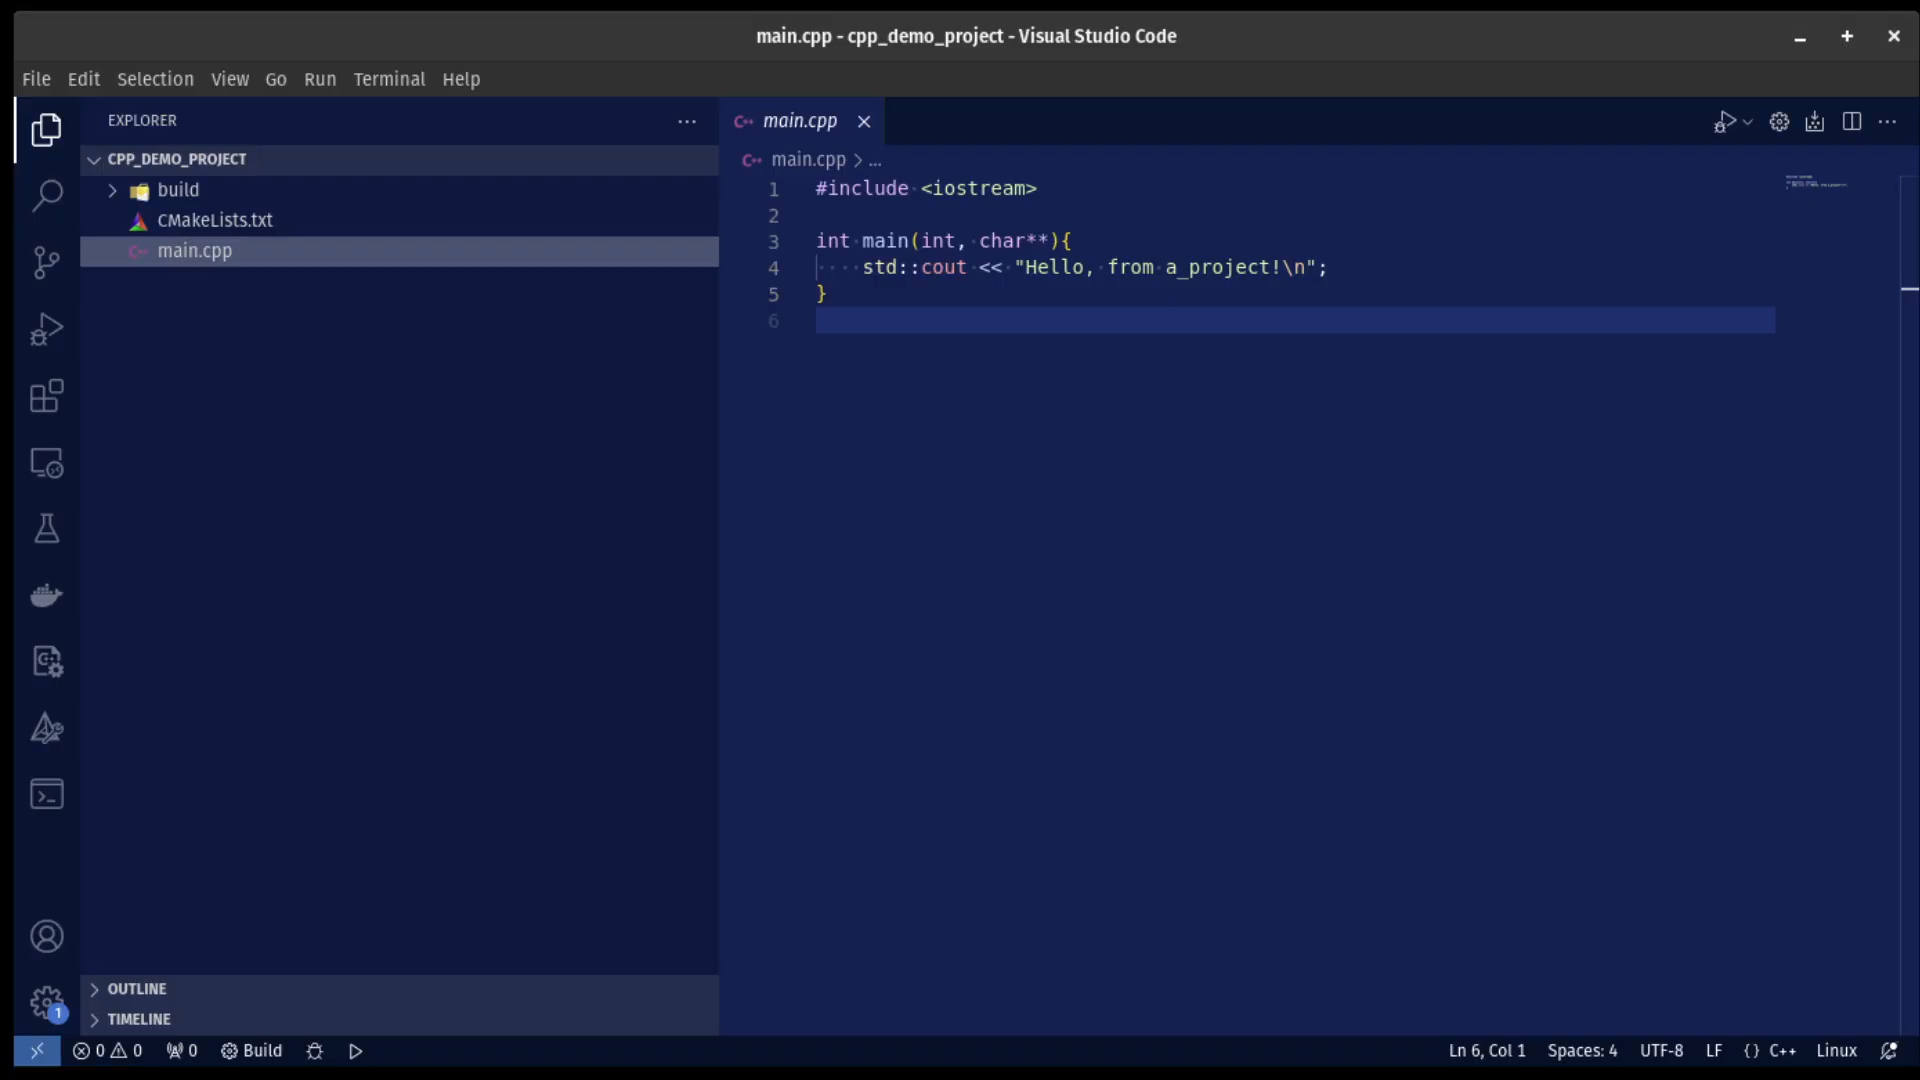 main.cpp - cpp_demo_project - Visual Studio Code
File Edit Selection View Go Run Terminal Help
EXPLORER
CPP_DEMO_PROJECT
build
CMakeLists.txt
main.cpp
OUTLINE
TIMELINE
main.cpp
main.cpp > ...
1 #include <iostream>
2
3 int main(int, char**){
4 std::cout << "Hello, from a_project!\n";
5 }
6
1
0 0 0 Build
Ln 6, Col 1 Spaces: 4 UTF-8 LF {} C++ Linux